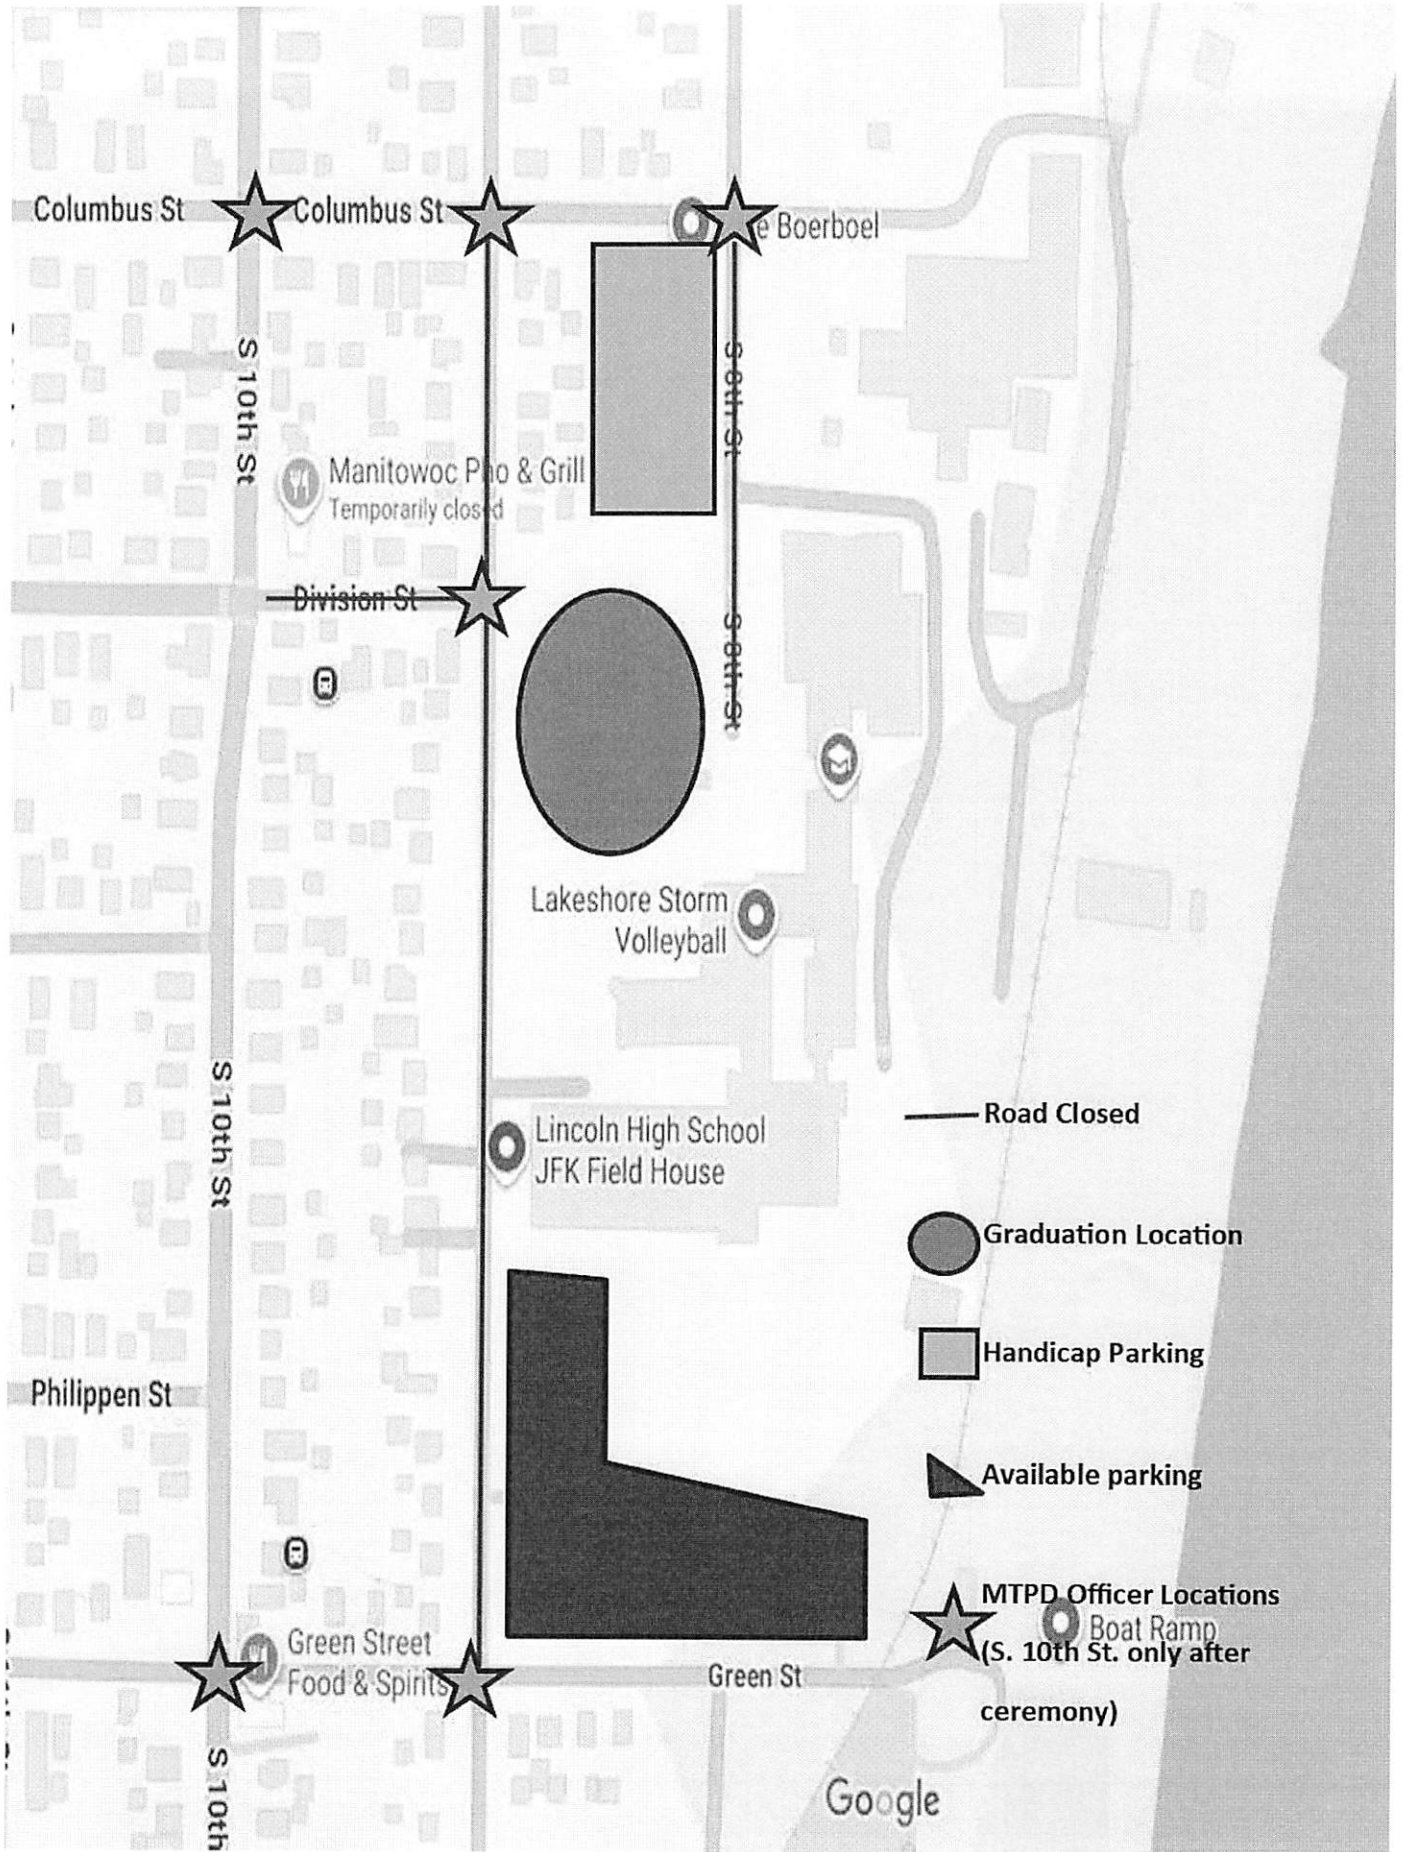 Columbus St
Columbus St
e Boerboel
S 10th St
S 8th St
Manitowoc Pho & Grill
Temporarily closed
Division St
S 8th St
Lakeshore Storm
Volleyball
S 10th St
Lincoln High School
JFK Field House
Road Closed
Graduation Location
Handicap Parking
Philippen St
Available parking
MTPD Officer Locations
(S. 10th St. only after
ceremony)
Boat Ramp
Green Street
Food & Spirits
Green St
S 10th
Google